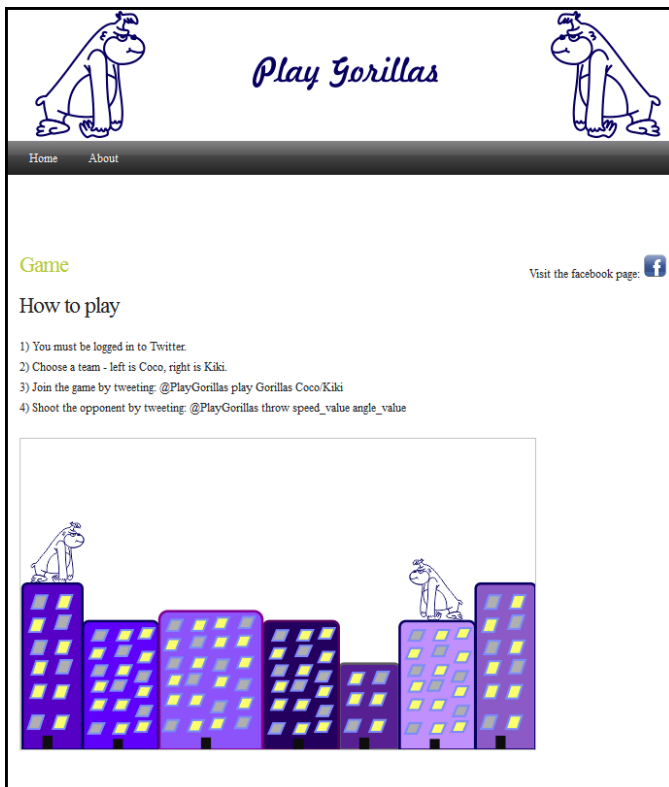 Play Gorillas
Home About
Game
Visit the facebook page:
How to play
1) You must be logged in to Twitter.
2) Choose a team - left is Coco, right is Kiki.
3) Join the game by tweeting: @PlayGorillas play Gorillas Coco/Kiki
4) Shoot the opponent by tweeting: @PlayGorillas throw speed_value angle_value